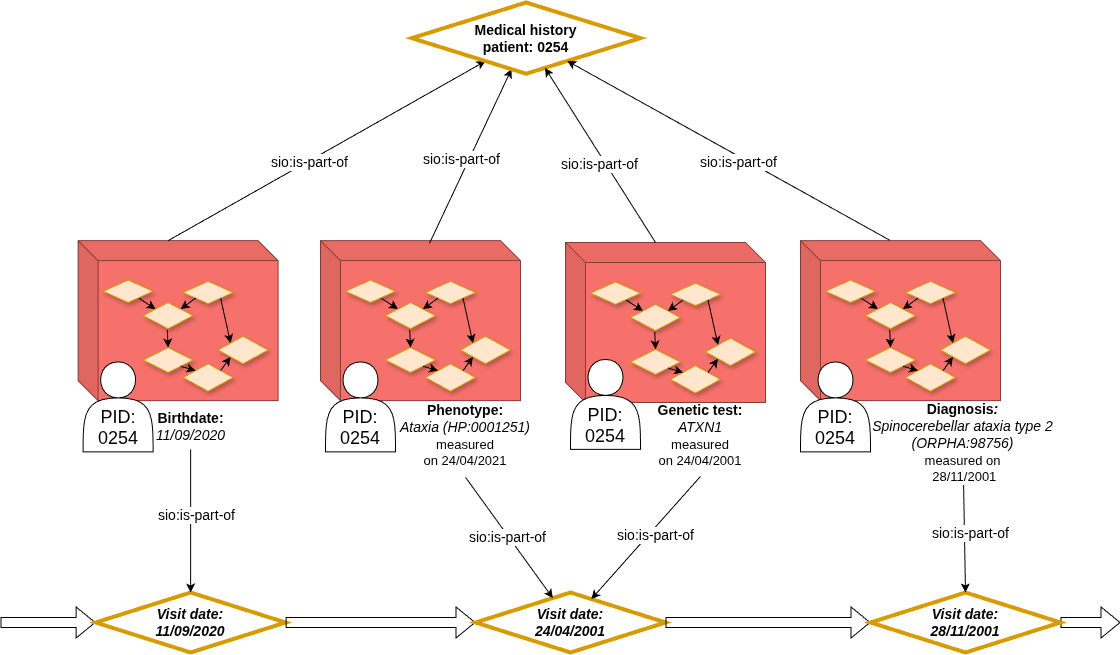 Medical history
patient: 0254
sio:is-part-of
sio:is-part-of
sio:is-part-of
sio:is-part-of
PID:
0254
Birthdate:
11/09/2020
PID:
0254
Phenotype:
Ataxia (HP:0001251)
measured
on 24/04/2021
PID:
0254
Genetic test:
ATXN1
measured
on 24/04/2001
PID:
0254
Diagnosis:
Spinocerebellar ataxia type 2
(ORPHA:98756)
measured on
28/11/2001
sio:is-part-of
sio:is-part-of
sio:is-part-of
sio:is-part-of
Visit date:
11/09/2020
Visit date:
24/04/2001
Visit date:
28/11/2001